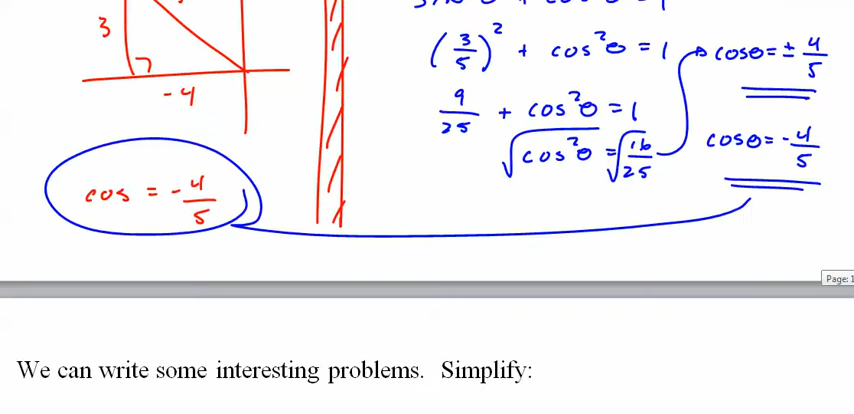 3
-4
cos = -4/5
(3/5)² + cos²θ = 1
9/25 + cos²θ = 1
√cos²θ = √16/25
cosθ = ± 4/5
cosθ = -4/5
Page: 1
We can write some interesting problems. Simplify: